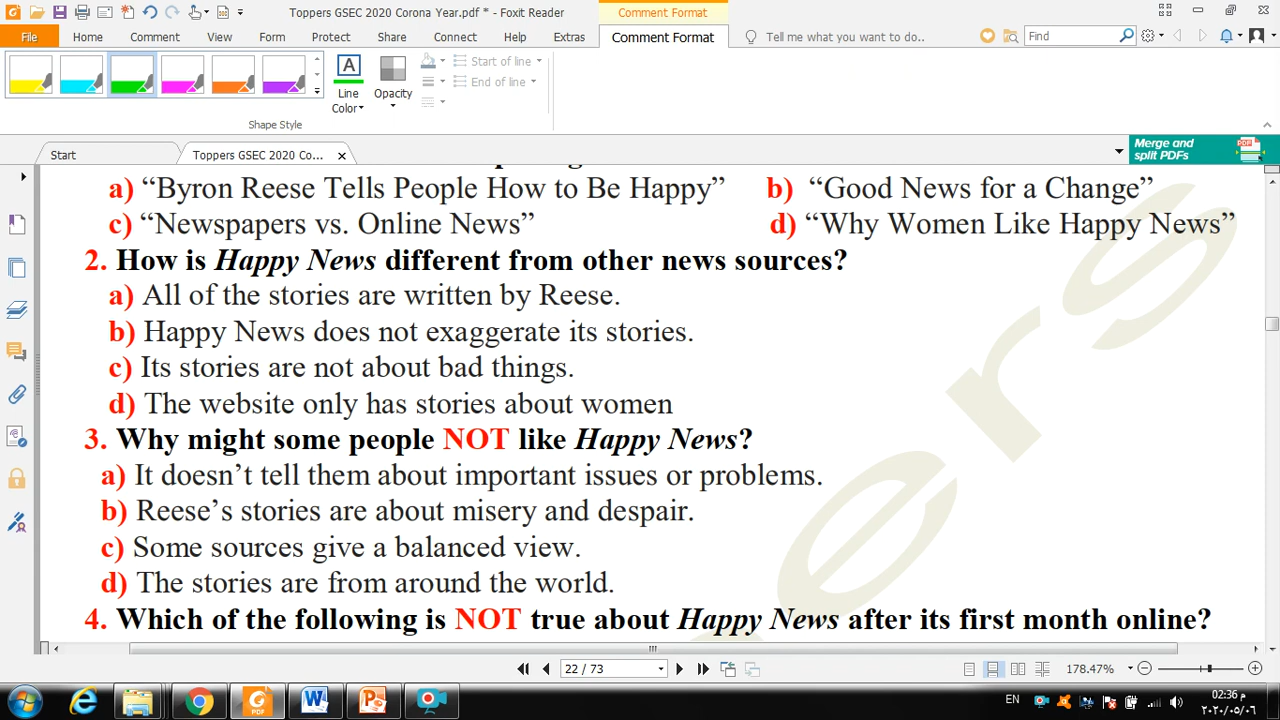 Toppers GSEC 2020 Corona Year.pdf * - Foxit Reader
Comment Format
File Home Comment View Form Protect Share Connect Help Extras Comment Format Tell me what you want to do.. Find
Line Color
Opacity
Start of line
End of line
Shape Style
Start
Toppers GSEC 2020 Co...
Merge and split PDFs
a) “Byron Reese Tells People How to Be Happy” b) “Good News for a Change”
c) “Newspapers vs. Online News” d) “Why Women Like Happy News”
2. How is Happy News different from other news sources?
a) All of the stories are written by Reese.
b) Happy News does not exaggerate its stories.
c) Its stories are not about bad things.
d) The website only has stories about women
3. Why might some people NOT like Happy News?
a) It doesn’t tell them about important issues or problems.
b) Reese’s stories are about misery and despair.
c) Some sources give a balanced view.
d) The stories are from around the world.
4. Which of the following is NOT true about Happy News after its first month online?
ers
22 / 73
178.47%
EN
02:36 م
٢٠٢٠/٠٥/٠٦